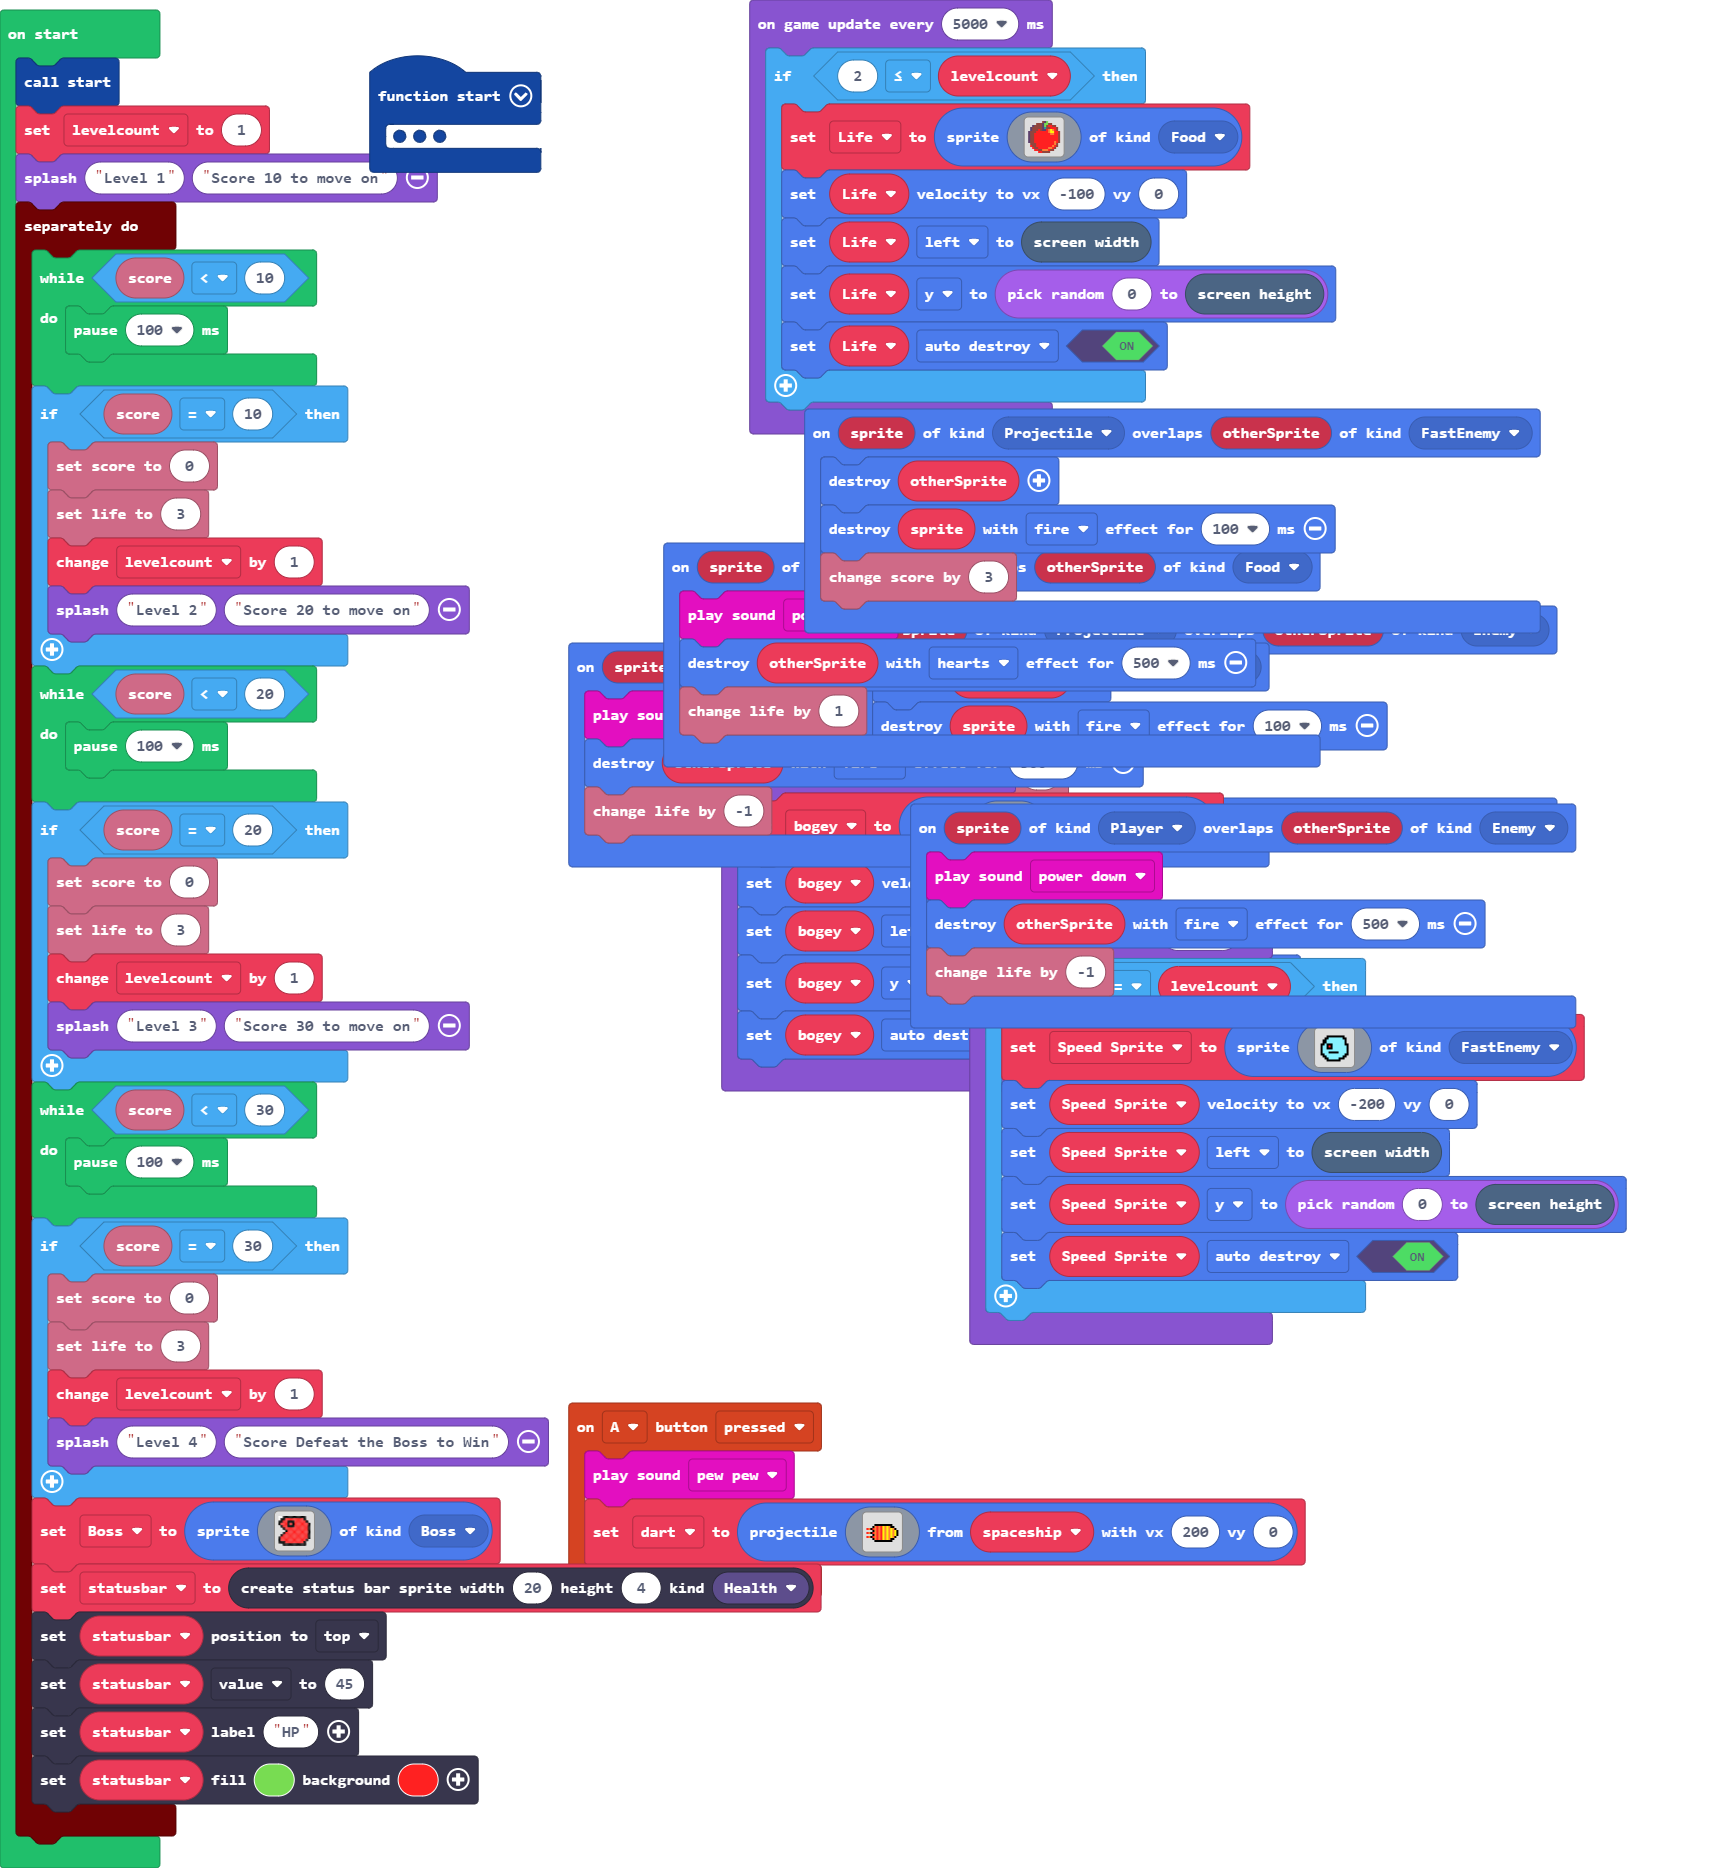 on start
call start
set levelcount to 1
splash "Level 1" "Score 10 to move on"
separately do
while score < 10
do pause 100 ms
if score = 10 then
set score to 0
set life to 3
change levelcount by 1
splash "Level 2" "Score 20 to move on"
while score < 20
do pause 100 ms
if score = 20 then
set score to 0
set life to 3
change levelcount by 1
splash "Level 3" "Score 30 to move on"
while score < 30
do pause 100 ms
if score = 30 then
set score to 0
set life to 3
change levelcount by 1
splash "Level 4" "Score Defeat the Boss to Win"
set Boss to sprite of kind Boss
set statusbar to create status bar sprite width 20 height 4 kind Health
set statusbar position to top
set statusbar value to 45
set statusbar label "HP"
set statusbar fill background
function start
on game update every 5000 ms
if 2 ≤ levelcount then
set Life to sprite of kind Food
set Life velocity to vx -100 vy 0
set Life left to screen width
set Life y to pick random 0 to screen height
set Life auto destroy ON
on sprite of kind Projectile overlaps otherSprite of kind FastEnemy
destroy otherSprite
destroy sprite with fire effect for 100 ms
change score by 3
on sprite of otherSprite of kind Food
play sound
destroy otherSprite with hearts effect for 500 ms
change life by 1
destroy sprite with fire effect for 100 ms
on sprite
play
destroy
change life by -1
bogey to
set bogey
set bogey
set bogey y
set bogey auto
on sprite of kind Player overlaps otherSprite of kind Enemy
play sound power down
destroy otherSprite with fire effect for 500 ms
change life by -1
= levelcount then
set Speed Sprite to sprite of kind FastEnemy
set Speed Sprite velocity to vx -200 vy 0
set Speed Sprite left to screen width
set Speed Sprite y to pick random 0 to screen height
set Speed Sprite auto destroy ON
on A button pressed
play sound pew pew
set dart to projectile from spaceship with vx 200 vy 0